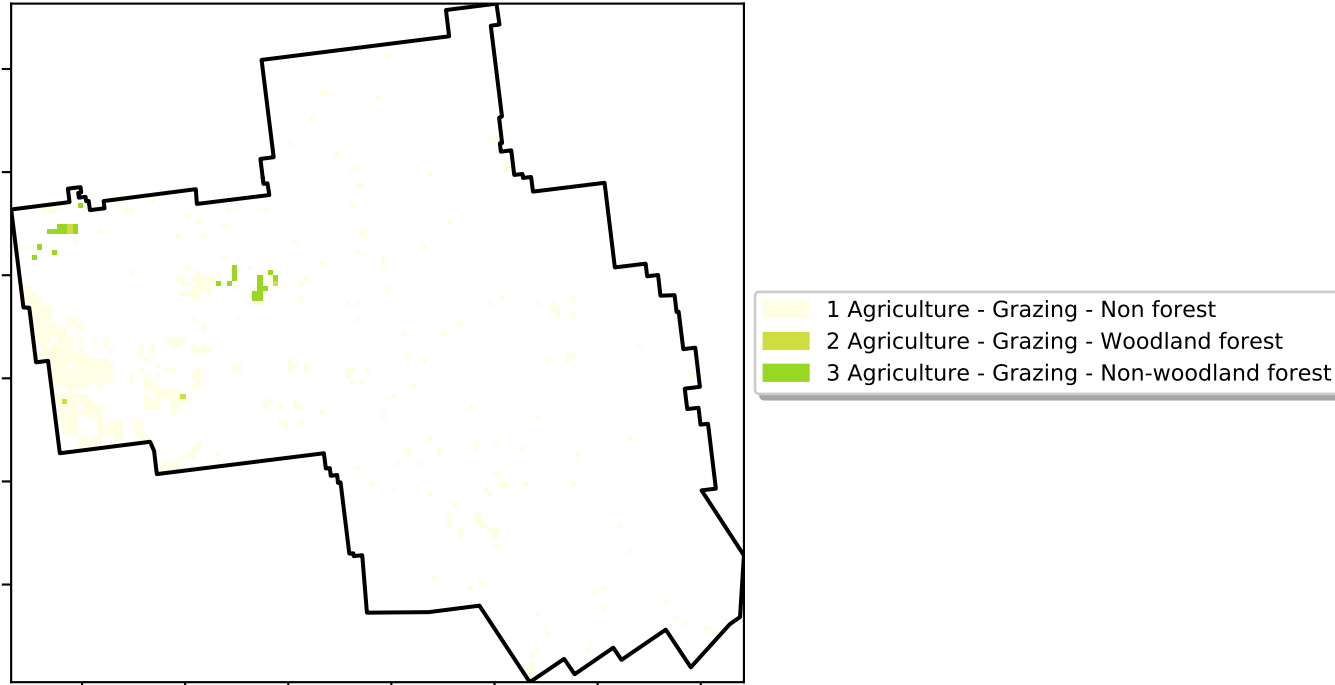 1 Agriculture - Grazing - Non forest
2 Agriculture - Grazing - Woodland forest
3 Agriculture - Grazing - Non-woodland forest